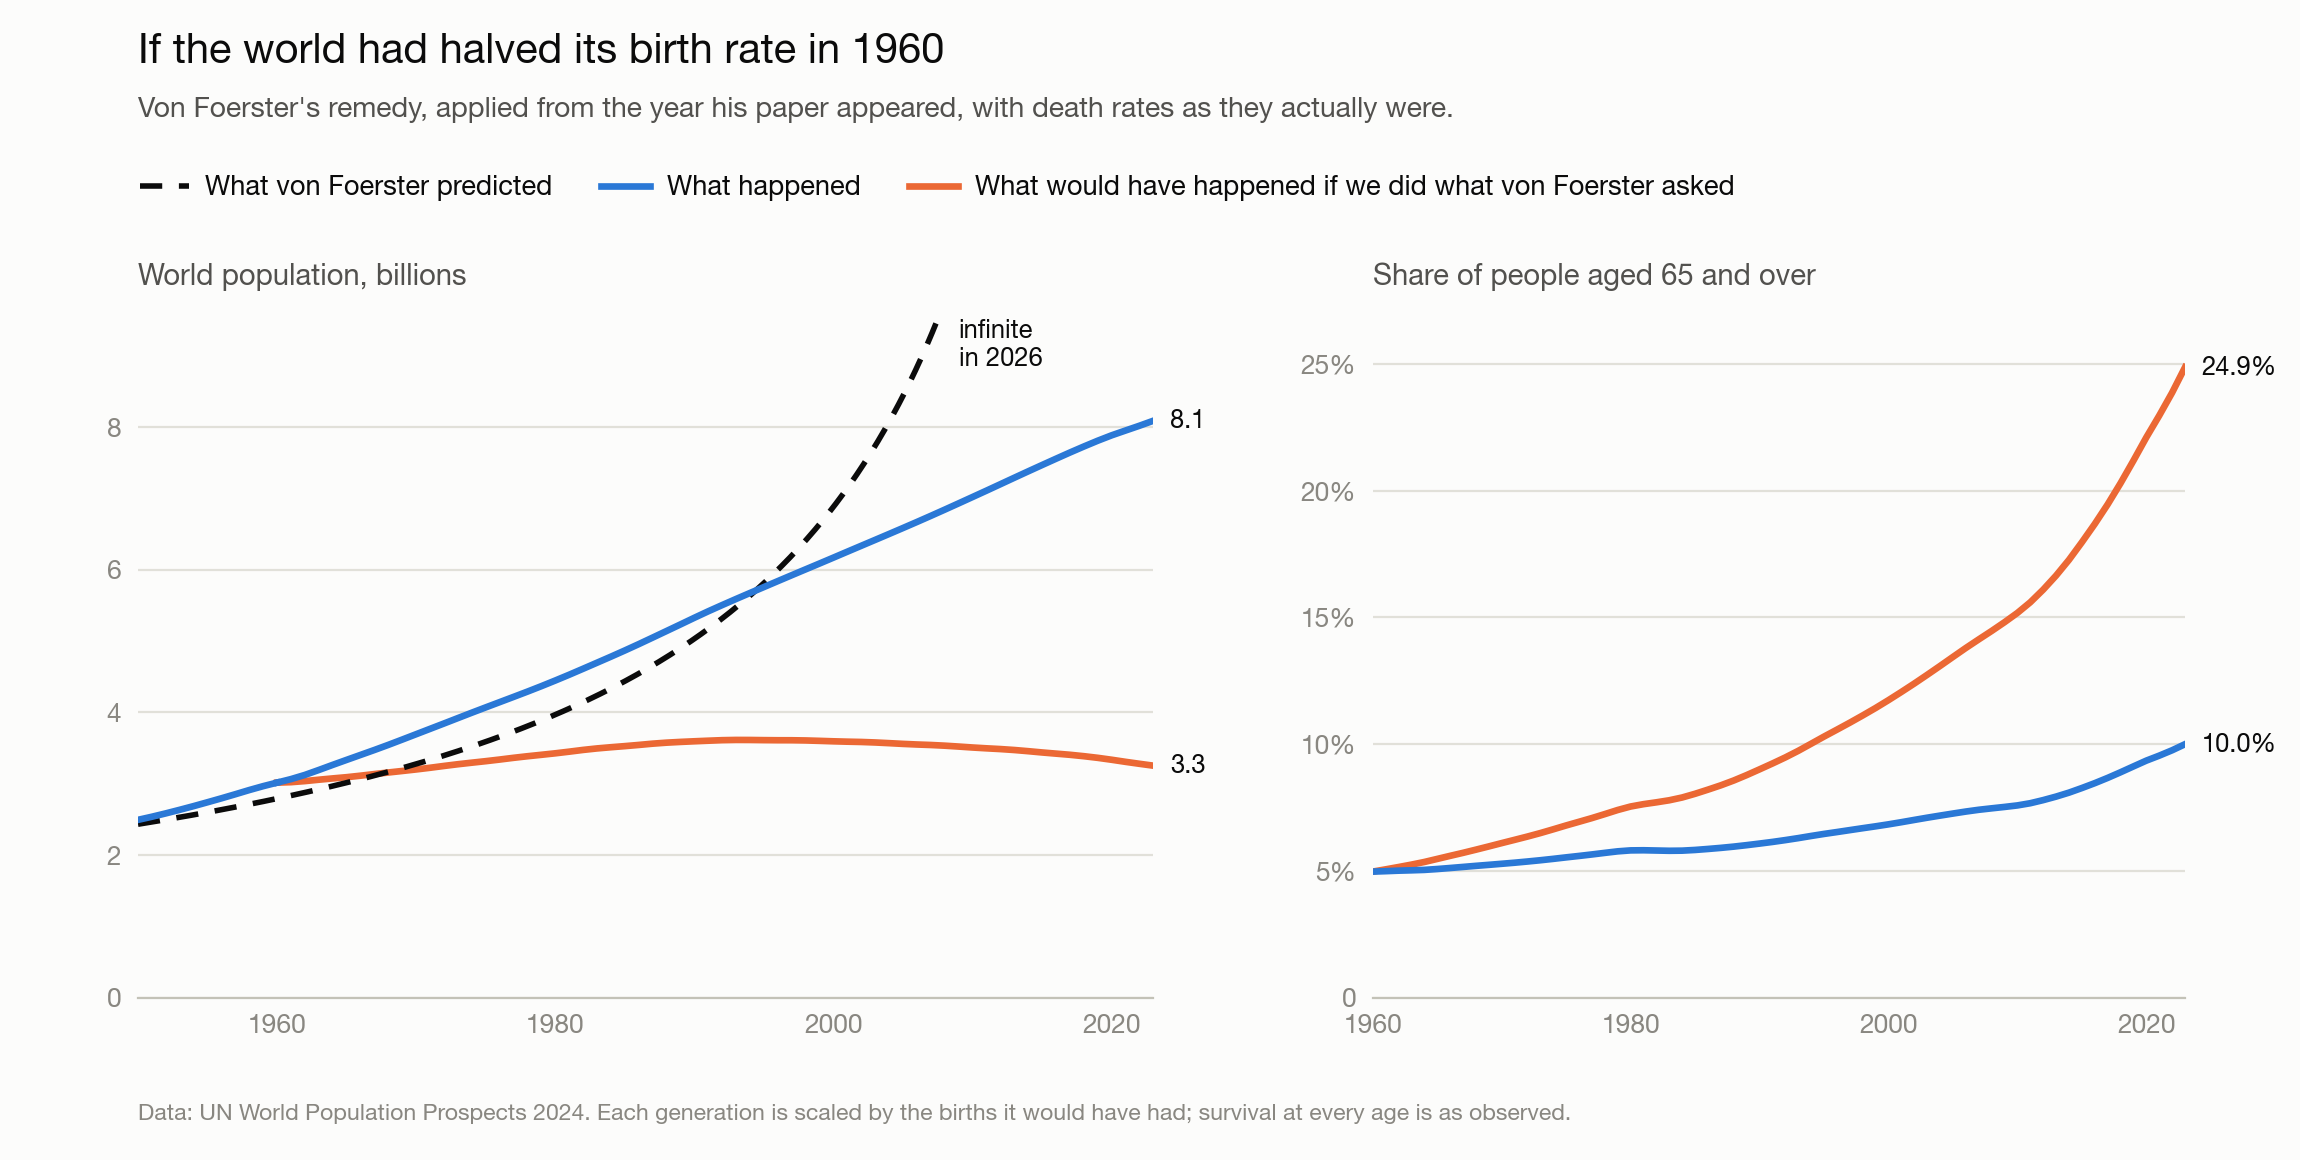 If the world had halved its birth rate in 1960
Von Foerster's remedy, applied from the year his paper appeared, with death rates as they actually were.
What von Foerster predicted
What happened
What would have happened if we did what von Foerster asked
World population, billions
infinite
in 2026
8.1
3.3
8
6
4
2
0
1960
1980
2000
2020
Share of people aged 65 and over
25%
20%
15%
10%
5%
0
24.9%
10.0%
1960
1980
2000
2020
Data: UN World Population Prospects 2024. Each generation is scaled by the births it would have had; survival at every age is as observed.